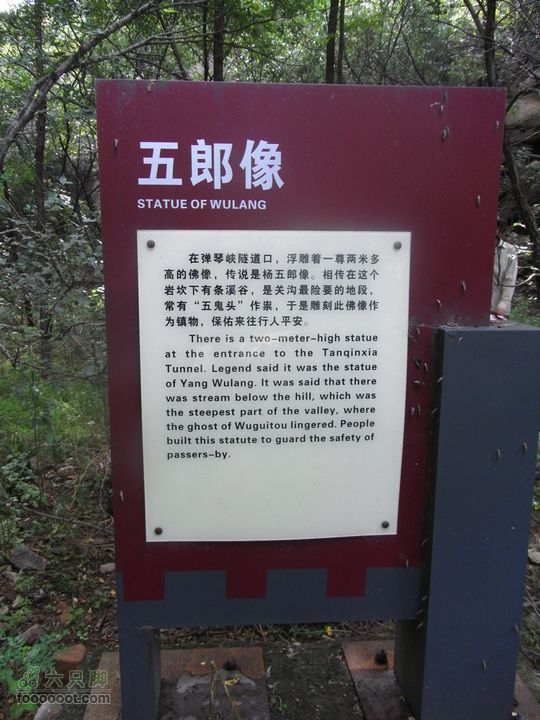 五郎像
STATUE OF WULANG
在弹琴峡隧道口，浮雕着一尊两米多
高的佛像，传说是杨五郎像。相传在这个
岩坎下有条溪谷，是关沟最险要的地段，
常有“五鬼头”作祟，于是雕刻此佛像作
为镇物，保佑来往行人平安。
There is a two-meter-high statue
at the entrance to the Tanqinxia
Tunnel. Legend said it was the statue
of Yang Wulang. It was said that there
was stream below the hill, which was
the steepest part of the valley, where
the ghost of Wuguitou lingered. People
built this statute to guard the safety of
passers-by.
六只脚
foooooot.com